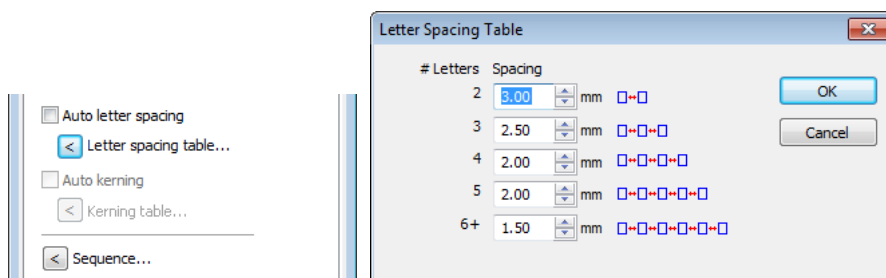 Auto letter spacing
< Letter spacing table...
Auto kerning
< Kerning table...
< Sequence...
Letter Spacing Table
# Letters Spacing
2 3.00 mm
3 2.50 mm
4 2.00 mm
5 2.00 mm
6+ 1.50 mm
OK
Cancel